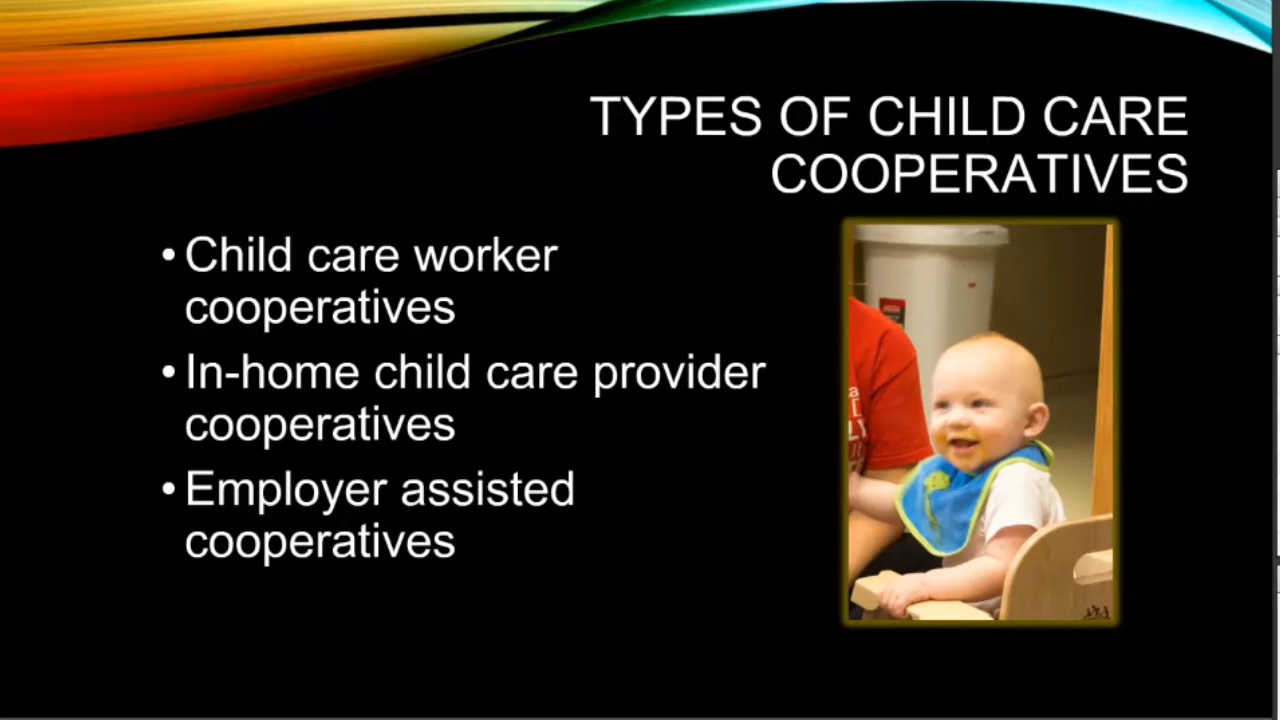 TYPES OF CHILD CARE
COOPERATIVES
• Child care worker
cooperatives
• In-home child care provider
cooperatives
• Employer assisted
cooperatives